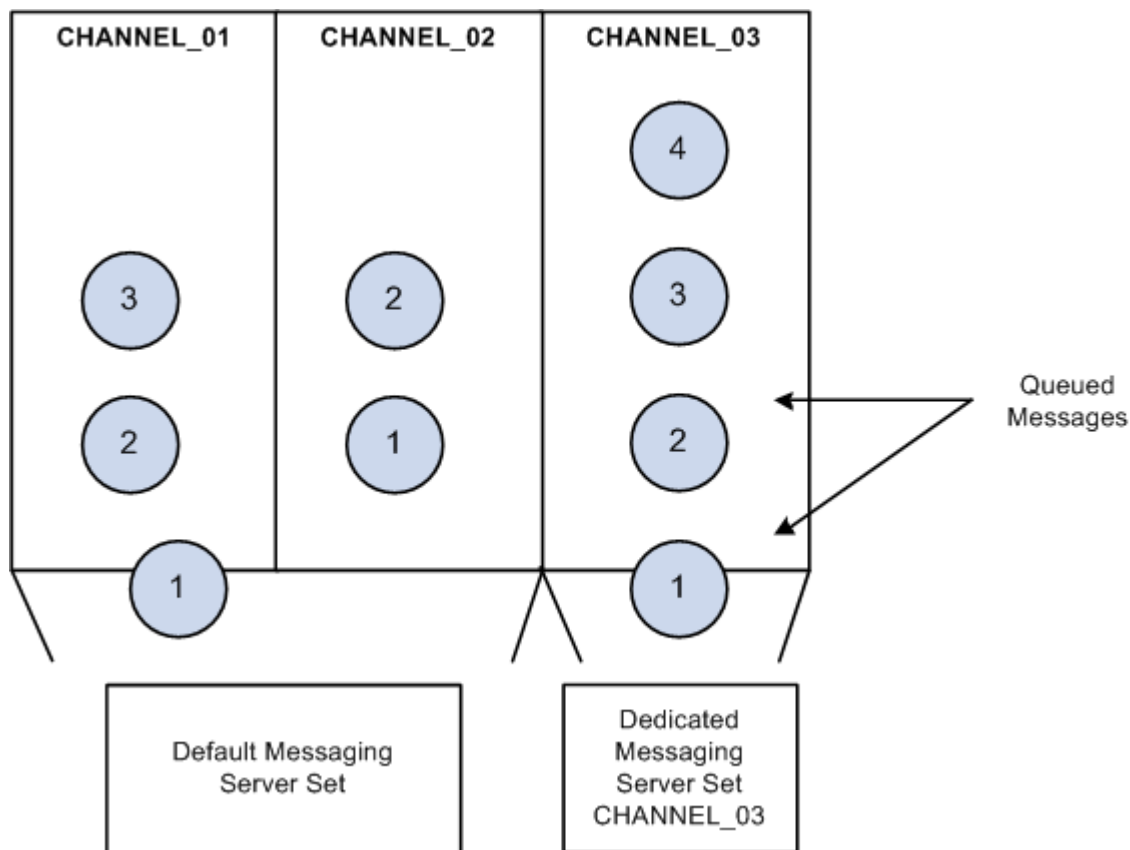 CHANNEL_01
CHANNEL_02
CHANNEL_03
4
3
2
3
Queued
Messages
2
1
2
1
1
Default Messaging
Server Set
Dedicated
Messaging
Server Set
CHANNEL_03